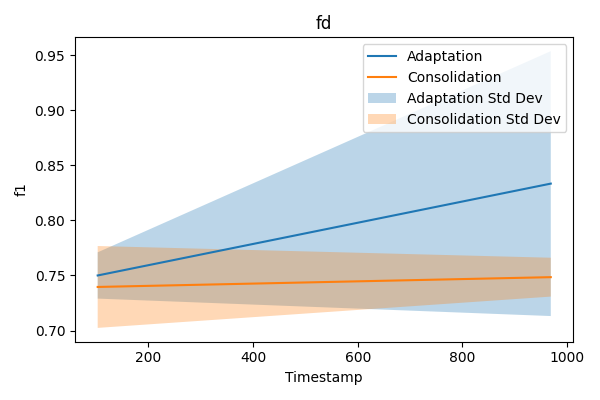 fd
0.95
0.90
0.85
0.80
0.75
0.70
f1
Adaptation
Consolidation
Adaptation Std Dev
Consolidation Std Dev
200
400
600
800
1000
Timestamp